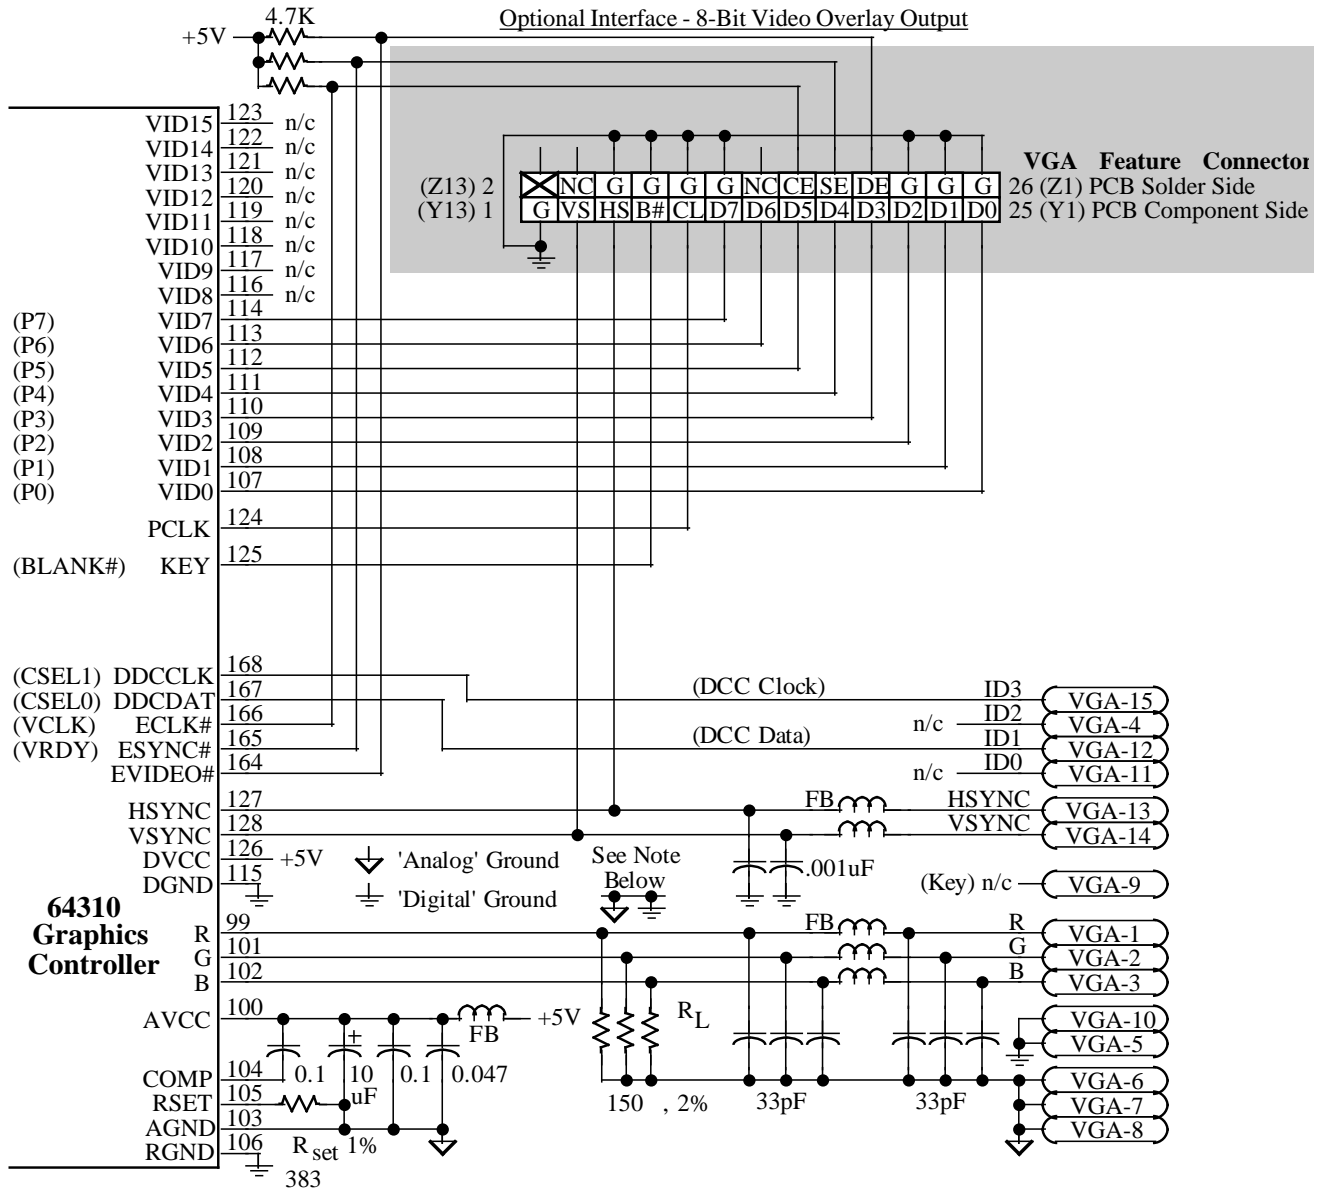 Optional Interface - 8-Bit Video Overlay Output
4.7K
+5V
VGA Feature Connector
(Z13) 2 NC G G G G NC CE SE DE G G G 26 (Z1) PCB Solder Side
(Y13) 1 G VS HS B# CL D7 D6 D5 D4 D3 D2 D1 D0 25 (Y1) PCB Component Side
VID15 123 n/c
VID14 122 n/c
VID13 121 n/c
VID12 120 n/c
VID11 119 n/c
VID10 118 n/c
VID9 117 n/c
VID8 116 n/c
(P7) VID7 114
(P6) VID6 113
(P5) VID5 112
(P4) VID4 111
(P3) VID3 110
(P2) VID2 109
(P1) VID1 108
(P0) VID0 107
PCLK 124
(BLANK#) KEY 125
(CSEL1) DDCCLK 168 (DCC Clock) ID3 VGA-15
(CSEL0) DDCDAT 167
(VCLK) ECLK# 166 n/c ID2 VGA-4
(VRDY) ESYNC# 165 (DCC Data) ID1 VGA-12
EVIDEO# 164 n/c ID0 VGA-11
HSYNC 127 FB HSYNC VGA-13
VSYNC 128 VSYNC VGA-14
DVCC 126 +5V 'Analog' Ground See Note Below .001uF
DGND 115 'Digital' Ground (Key) n/c VGA-9
64310
Graphics
Controller
R 99 FB R VGA-1
G 101 G VGA-2
B 102 B VGA-3
AVCC 100 FB +5V RL VGA-10
VGA-5
0.1 10 uF 0.1 0.047
COMP 104 VGA-6
RSET 105 150 , 2% 33pF 33pF VGA-7
AGND 103 VGA-8
RGND 106 Rset 1%
383